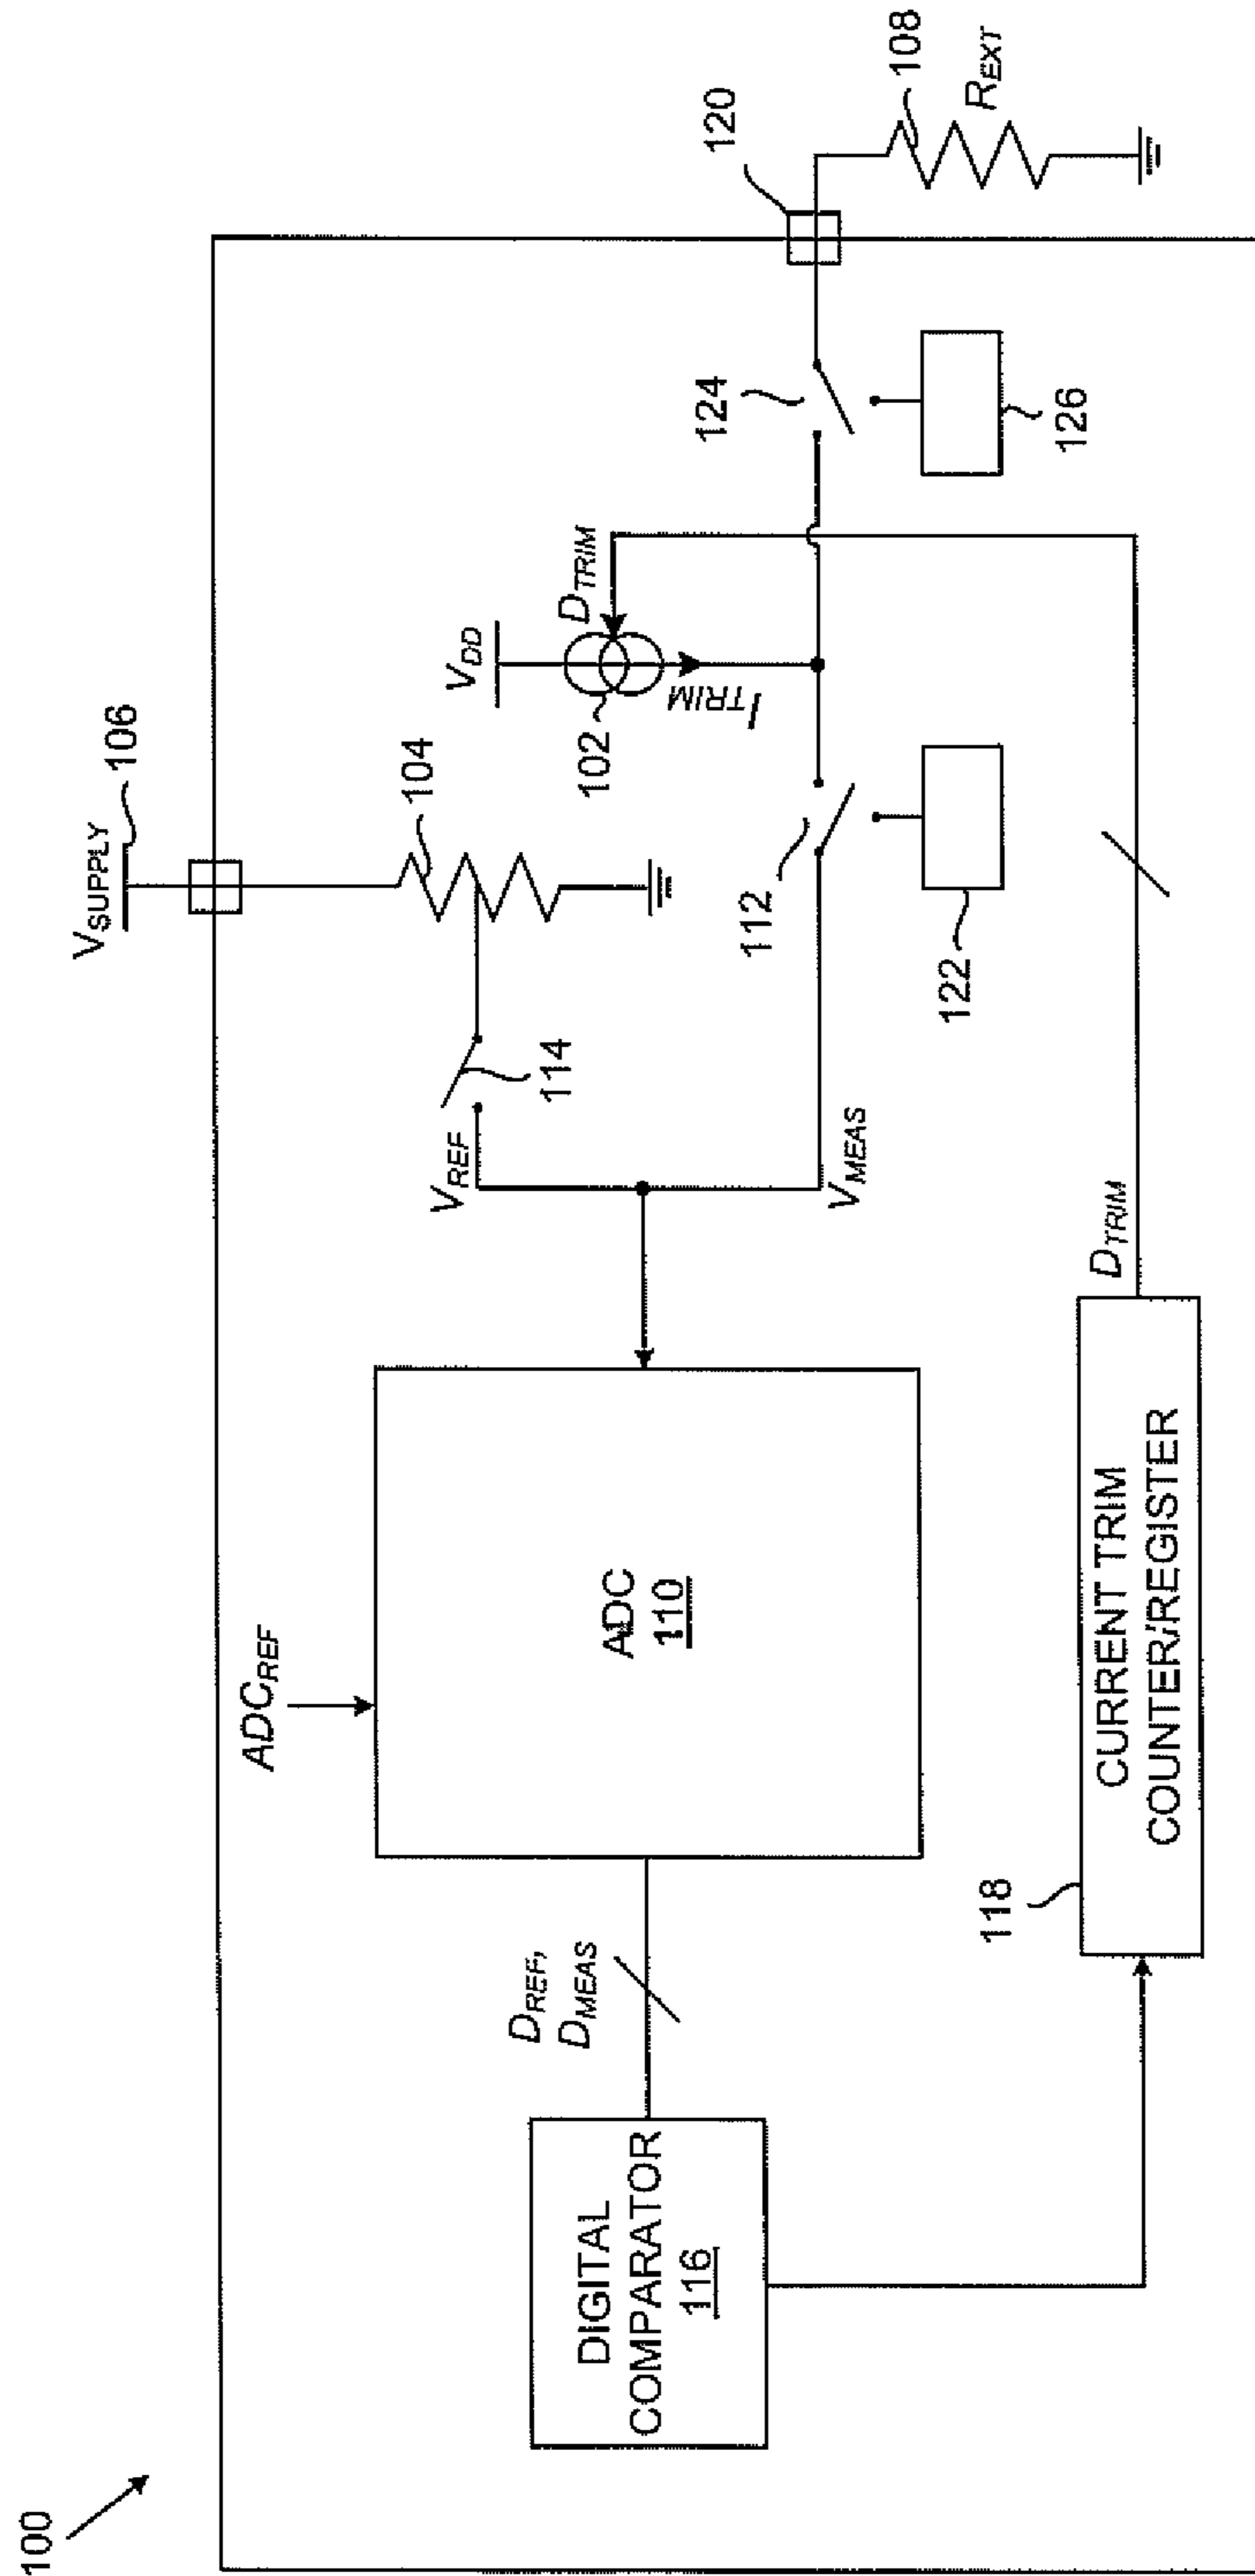 100
V_SUPPLY
106
ADC_REF
104
V_DD
D_TRIM
102
I_TRIM
114
V_REF
120
108
R_EXT
124
126
112
122
V_MEAS
ADC
110
D_REF,
D_MEAS
DIGITAL
COMPARATOR
116
118
CURRENT TRIM
COUNTER/REGISTER
D_TRIM